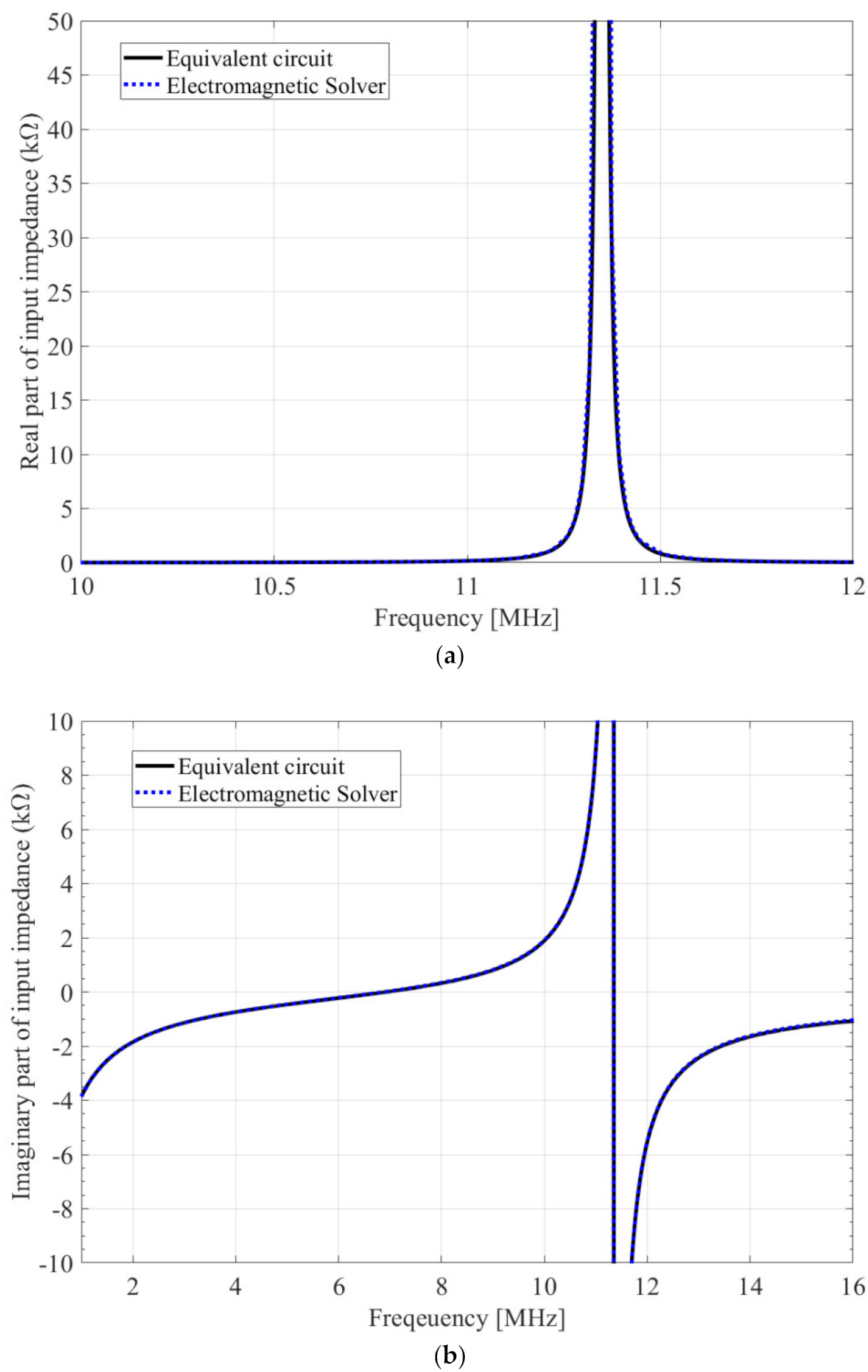 50
45
40
35
30
25
20
15
10
5
0
Real part of input impedance (kΩ)
Equivalent circuit
Electromagnetic Solver
10 10.5 11 11.5 12
Frequency [MHz]
(a)
10
8
6
4
2
0
-2
-4
-6
-8
-10
Imaginary part of input impedance (kΩ)
Equivalent circuit
Electromagnetic Solver
2 4 6 8 10 12 14 16
Freqeuency [MHz]
(b)